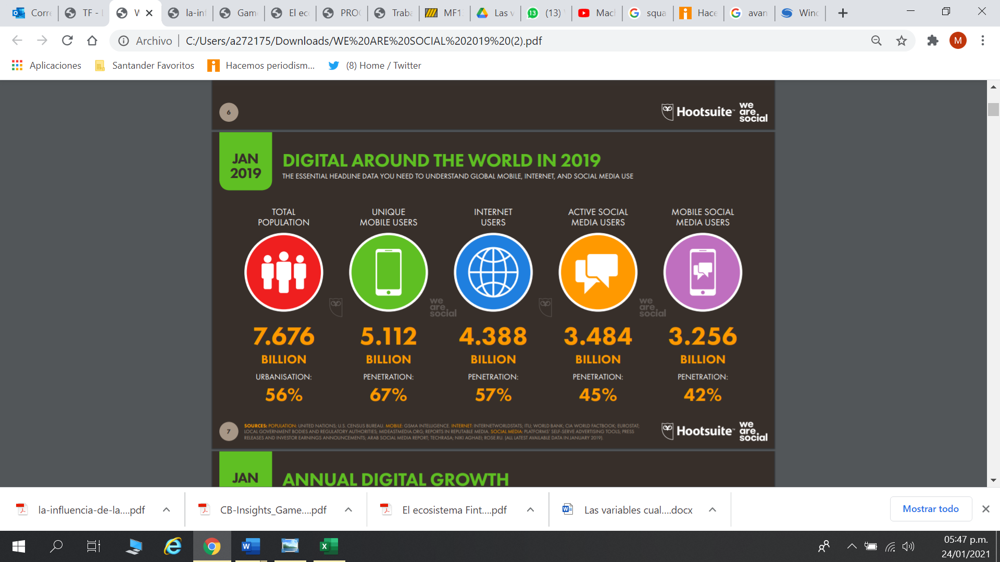 Corr
TF -
W
la-inf
Gam
El ec
PRO
Traba
MF1
Las v
13
(13)
Mac
squa
Hace
avan
Winc
Archivo
C:/Users/a272175/Downloads/WE%20ARE%20SOCIAL%202019%20(2).pdf
M
Aplicaciones
Santander Favoritos
Hacemos periodism...
(8) Home / Twitter
6
Hootsuite™
we
are.
social
JAN
2019
DIGITAL AROUND THE WORLD IN 2019
THE ESSENTIAL HEADLINE DATA YOU NEED TO UNDERSTAND GLOBAL MOBILE, INTERNET, AND SOCIAL MEDIA USE
TOTAL
POPULATION
UNIQUE
MOBILE USERS
INTERNET
USERS
ACTIVE SOCIAL
MEDIA USERS
MOBILE SOCIAL
MEDIA USERS
we
are.
social
we
are.
social
7.676
5.112
4.388
3.484
3.256
BILLION
BILLION
BILLION
BILLION
BILLION
URBANISATION:
PENETRATION:
PENETRATION:
PENETRATION:
PENETRATION:
56%
67%
57%
45%
42%
7
SOURCES: POPULATION: UNITED NATIONS; U.S. CENSUS BUREAU. MOBILE: GSMA INTELLIGENCE. INTERNET: INTERNETWORLDSTATS; ITU; WORLD BANK; CIA WORLD FACTBOOK; EUROSTAT;
LOCAL GOVERNMENT BODIES AND REGULATORY AUTHORITIES; MIDEASTMEDIA.ORG; REPORTS IN REPUTABLE MEDIA. SOCIAL MEDIA: PLATFORMS' SELF-SERVE ADVERTISING TOOLS; PRESS
RELEASES AND INVESTOR EARNINGS ANNOUNCEMENTS; ARAB SOCIAL MEDIA REPORT; TECHRASA; NIKI AGHAEI; ROSE.RU. (ALL LATEST AVAILABLE DATA IN JANUARY 2019).
Hootsuite™
we
are.
social
JAN
ANNUAL DIGITAL GROWTH
la-influencia-de-la....pdf
CB-Insights_Game....pdf
El ecosistema Fint....pdf
Las variables cual....docx
Mostrar todo
05:47 p.m.
24/01/2021